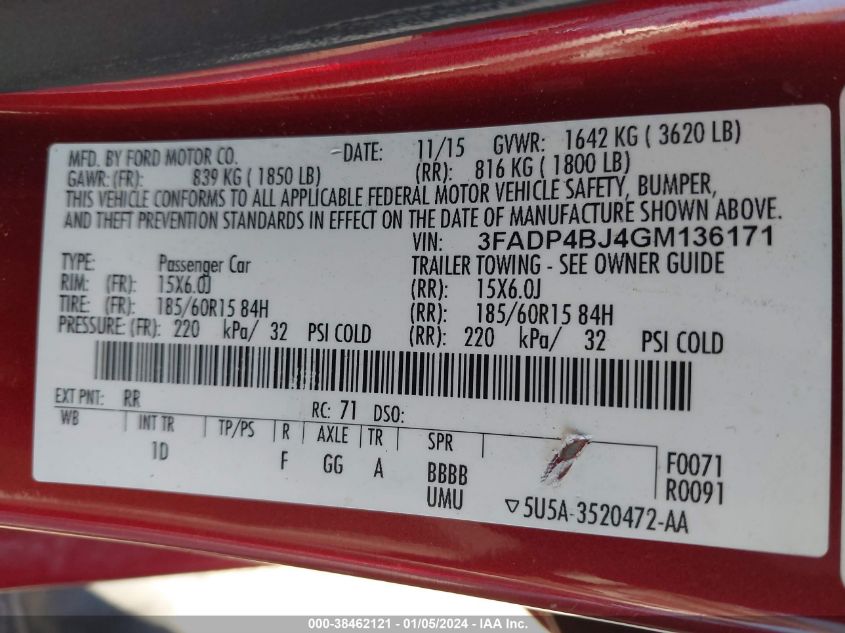 MFD. BY FORD MOTOR CO. DATE: 11/15 GVWR: 1642 KG ( 3620 LB)
GAWR: (FR): 839 KG ( 1850 LB) (RR): 816 KG ( 1800 LB)
THIS VEHICLE CONFORMS TO ALL APPLICABLE FEDERAL MOTOR VEHICLE SAFETY, BUMPER,
AND THEFT PREVENTION STANDARDS IN EFFECT ON THE DATE OF MANUFACTURE SHOWN ABOVE.
VIN: 3FADP4BJ4GM136171
TYPE: Passenger Car TRAILER TOWING - SEE OWNER GUIDE
RIM: (FR): 15X6.0J (RR): 15X6.0J
TIRE: (FR): 185/60R15 84H (RR): 185/60R15 84H
PRESSURE: (FR): 220 kPa/ 32 PSI COLD (RR): 220 kPa/ 32 PSI COLD
EXT PNT: RR RC: 71 DSO:
WB INT TR TP/PS R AXLE TR SPR
1D F GG A BBBB F0071
UMU R0091
▽5U5A-3520472-AA
000-38462121 - 01/05/2024 - IAA Inc.